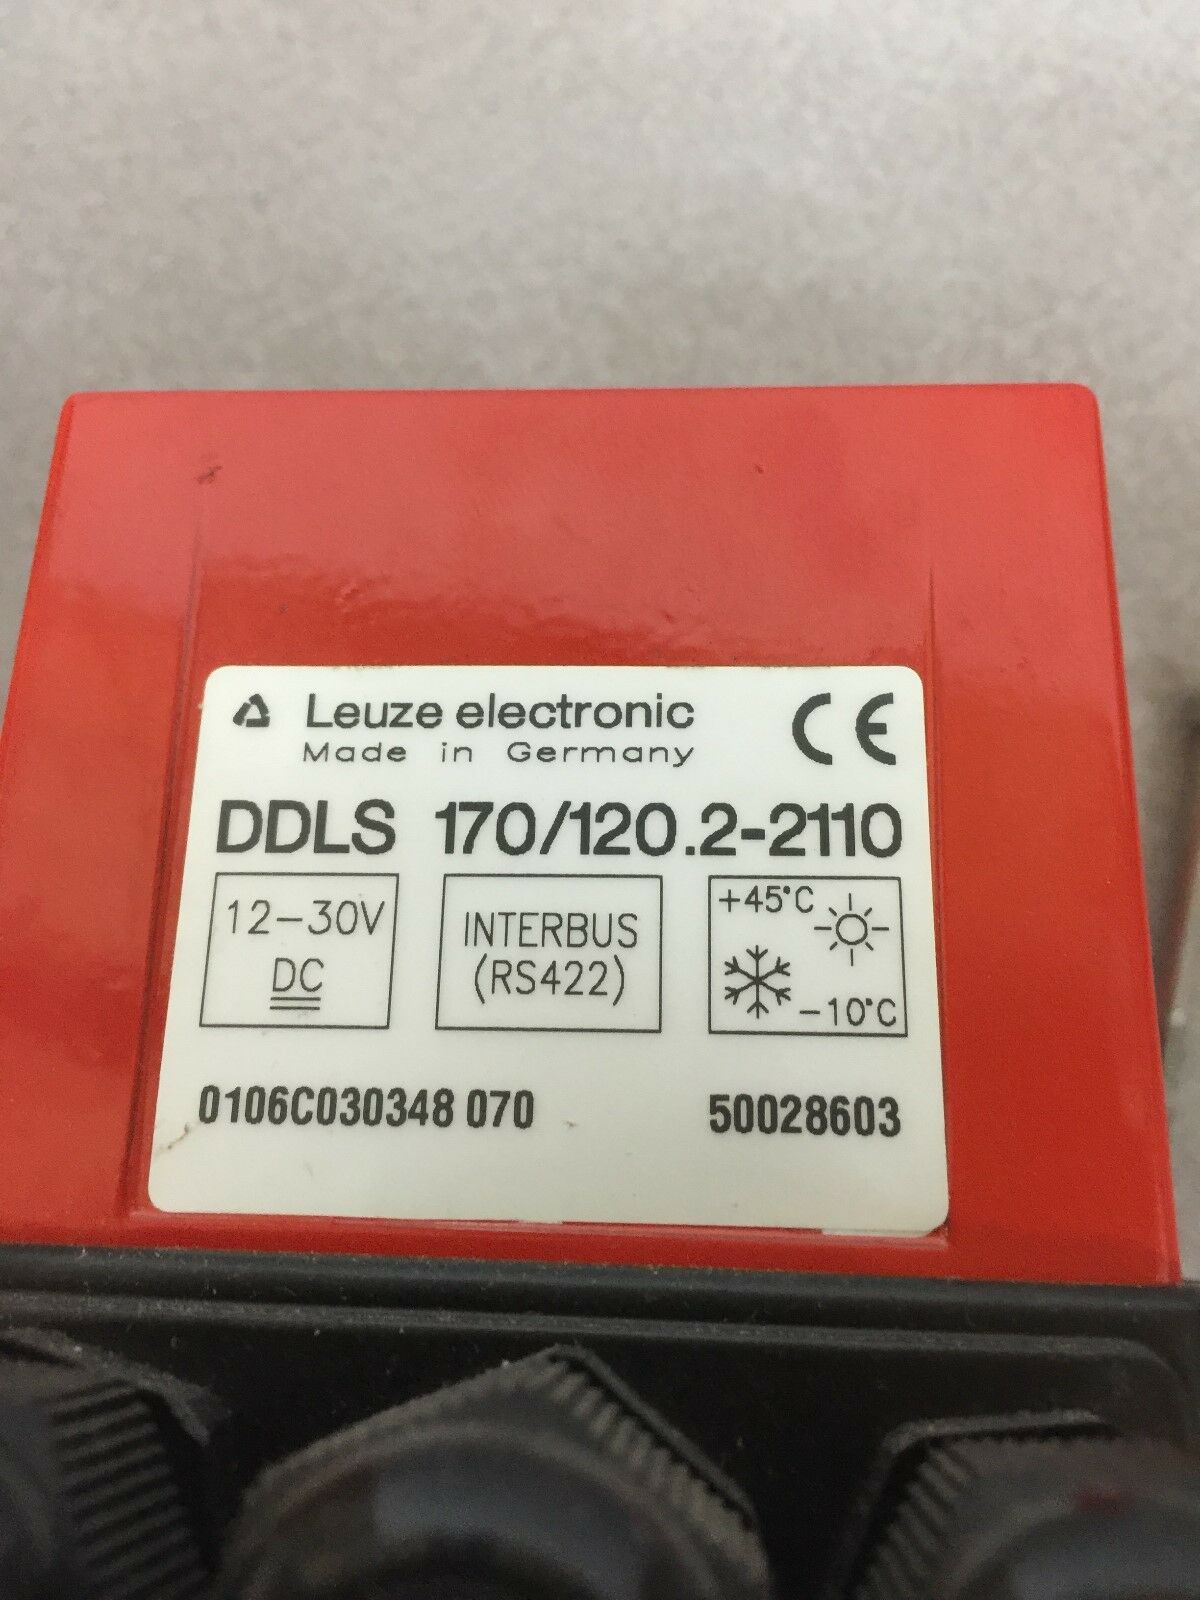 Leuze electronic CE
Made in Germany
DDLS 170/120.2-2110
12-30V
DC
INTERBUS
(RS422)
+45°C
-10°C
0106C030348 070 50028603